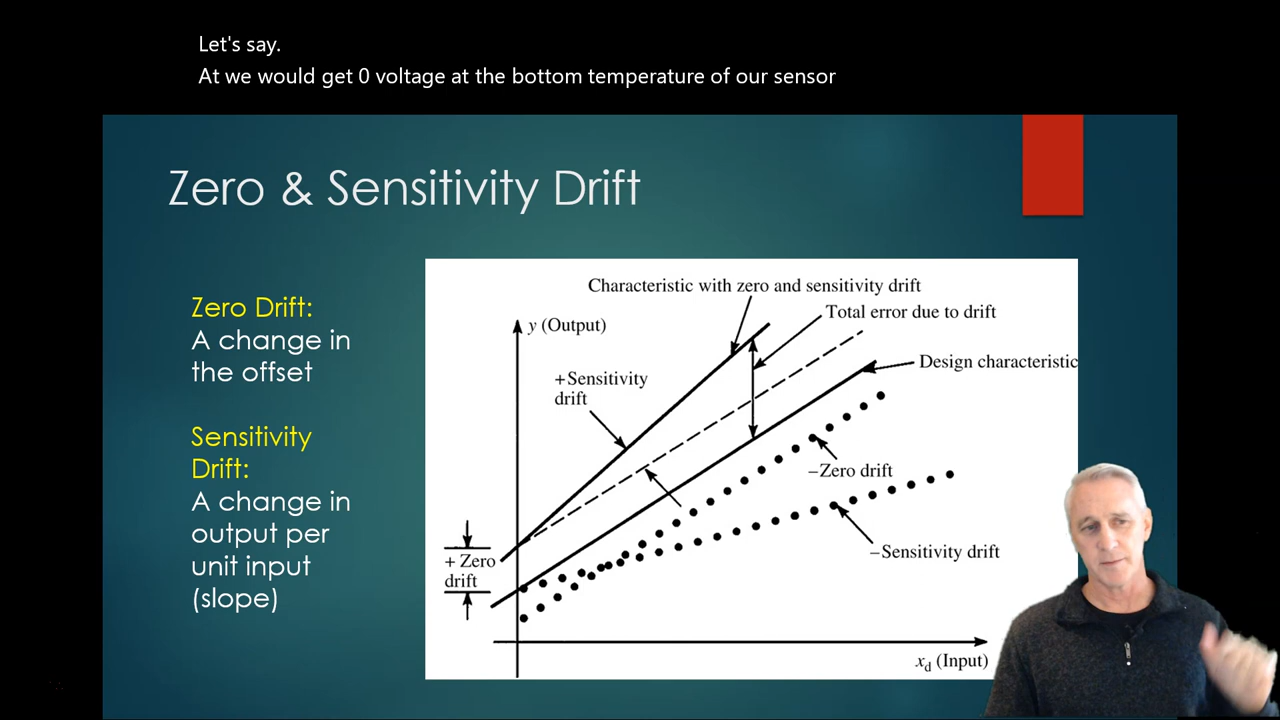 Let's say.
At we would get 0 voltage at the bottom temperature of our sensor
Zero & Sensitivity Drift
Zero Drift:
A change in
the offset
Sensitivity
Drift:
A change in
output per
unit input
(slope)
Characteristic with zero and sensitivity drift
Total error due to drift
y (Output)
Design characteristic
+Sensitivity
drift
–Zero drift
–Sensitivity drift
+ Zero
drift
xd (Input)